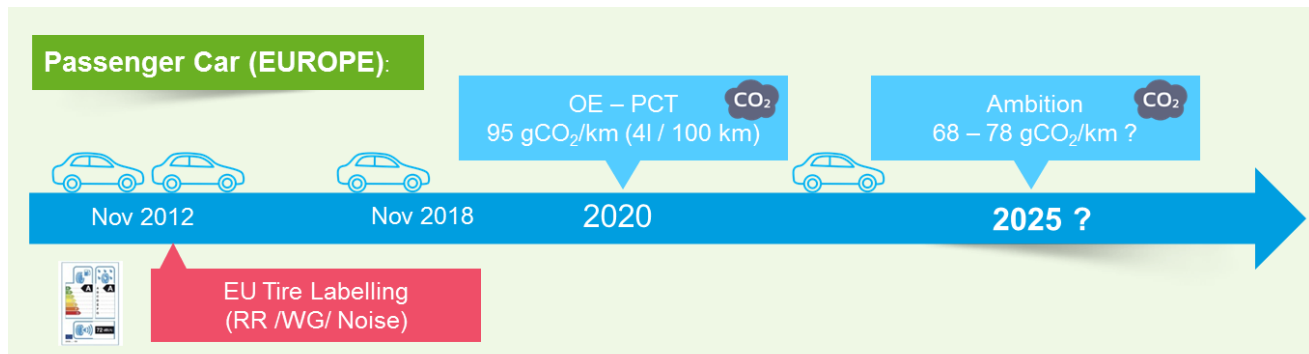 Passenger Car (EUROPE):
OE – PCT
95 gCO₂/km (4l / 100 km)
CO₂
Ambition
68 – 78 gCO₂/km ?
CO₂
Nov 2012
Nov 2018
2020
2025 ?
EU Tire Labelling
(RR /WG/ Noise)
A
A